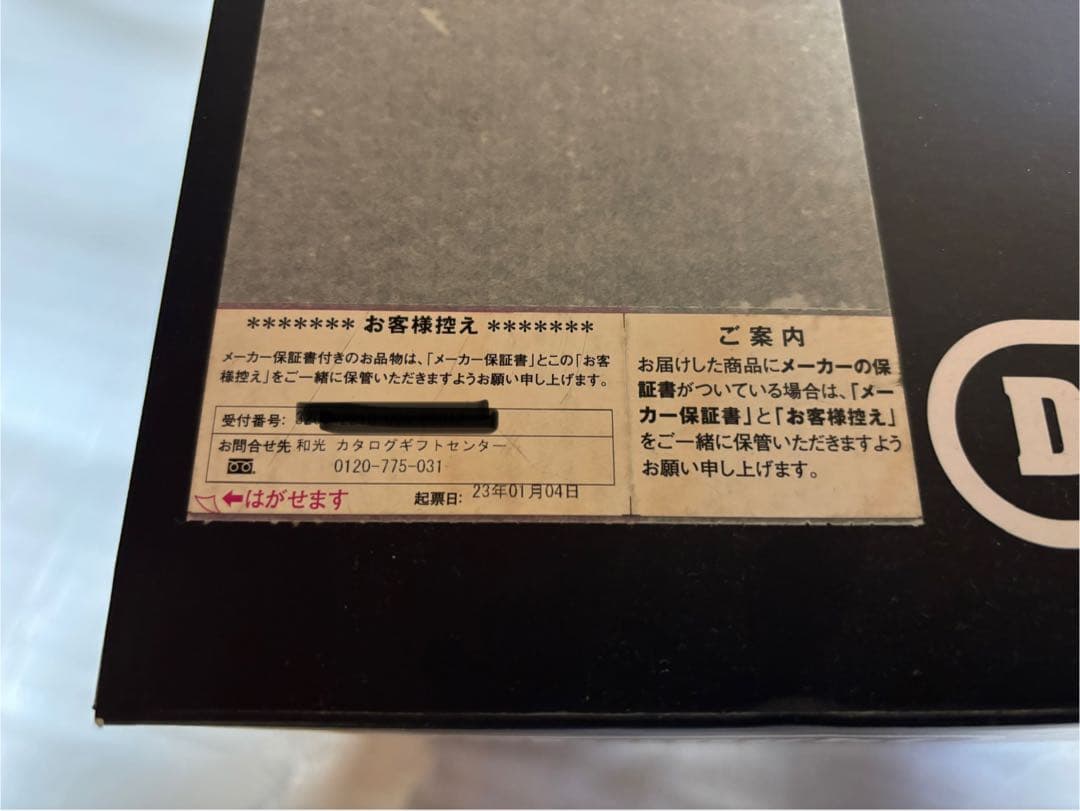 ******* お客様控え *******
メーカー保証書付きのお品物は、「メーカー保証書」とこの「お客
様控え」をご一緒に保管いただきますようお願い申し上げます。
受付番号:
お問合せ先 和光 カタログギフトセンター
0120-775-031
はがせます
起票日: 23年01月04日
ご案内
お届けした商品にメーカーの保
証書がついている場合は、「メー
カー保証書」と「お客様控え」
をご一緒に保管いただきますよう
お願い申し上げます。
D